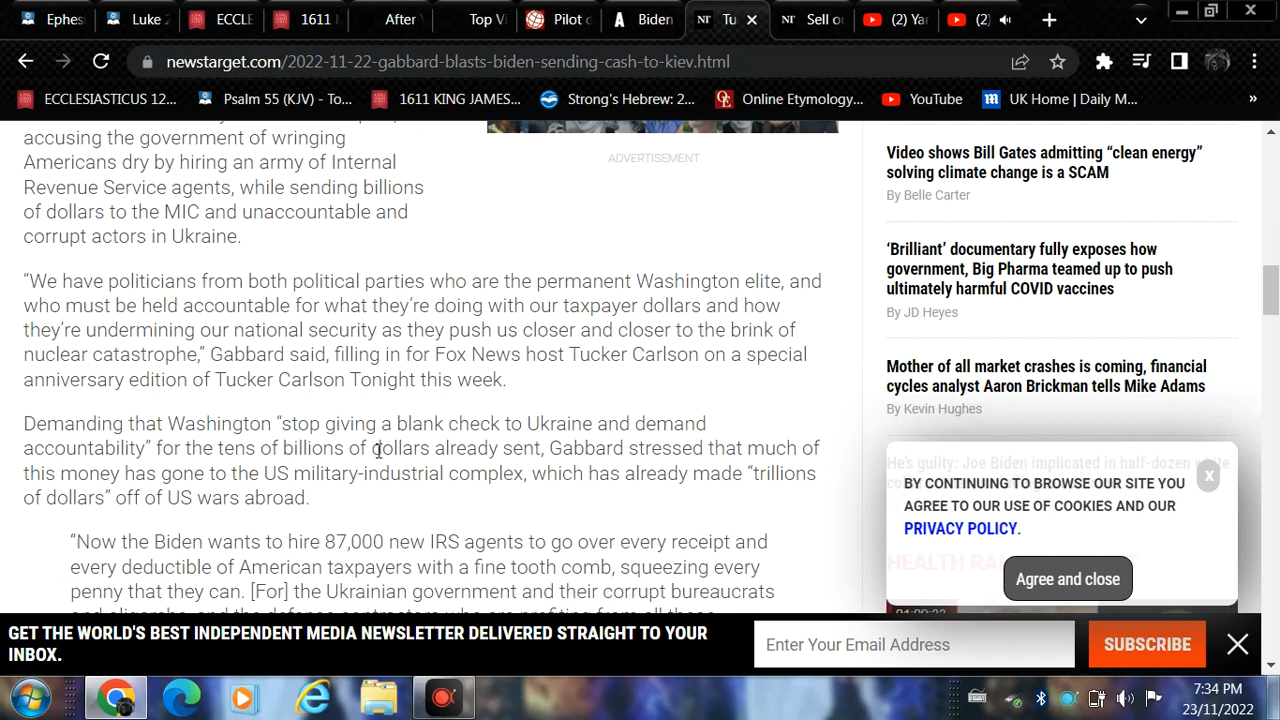 Ephes
Luke 2
ECCLE
1611 I
After
Top V
Pilot c
Biden
NT Tu
NT Sell o
(2) Yar
(2)
newstarget.com/2022-11-22-gabbard-blasts-biden-sending-cash-to-kiev.html
ECCLESIASTICUS 12...
Psalm 55 (KJV) - To...
1611 KING JAMES...
Strong's Hebrew: 2...
Online Etymology...
YouTube
UK Home | Daily M...
»
accusing the government of wringing
Americans dry by hiring an army of Internal
Revenue Service agents, while sending billions
of dollars to the MIC and unaccountable and
corrupt actors in Ukraine.
ADVERTISEMENT
“We have politicians from both political parties who are the permanent Washington elite, and
who must be held accountable for what they’re doing with our taxpayer dollars and how
they’re undermining our national security as they push us closer and closer to the brink of
nuclear catastrophe,” Gabbard said, filling in for Fox News host Tucker Carlson on a special
anniversary edition of Tucker Carlson Tonight this week.
Demanding that Washington “stop giving a blank check to Ukraine and demand
accountability” for the tens of billions of dollars already sent, Gabbard stressed that much of
this money has gone to the US military-industrial complex, which has already made “trillions
of dollars” off of US wars abroad.
“Now the Biden wants to hire 87,000 new IRS agents to go over every receipt and
every deductible of American taxpayers with a fine tooth comb, squeezing every
penny that they can. [For] the Ukrainian government and their corrupt bureaucrats
Video shows Bill Gates admitting “clean energy”
solving climate change is a SCAM
By Belle Carter
‘Brilliant’ documentary fully exposes how
government, Big Pharma teamed up to push
ultimately harmful COVID vaccines
By JD Heyes
Mother of all market crashes is coming, financial
cycles analyst Aaron Brickman tells Mike Adams
By Kevin Hughes
He’s guilty: Joe Biden implicated in half-dozen white
BY CONTINUING TO BROWSE OUR SITE YOU
AGREE TO OUR USE OF COOKIES AND OUR
PRIVACY POLICY.
x
HEALTH RA
Agree and close
GET THE WORLD'S BEST INDEPENDENT MEDIA NEWSLETTER DELIVERED STRAIGHT TO YOUR
INBOX.
Enter Your Email Address
SUBSCRIBE
7:34 PM
23/11/2022